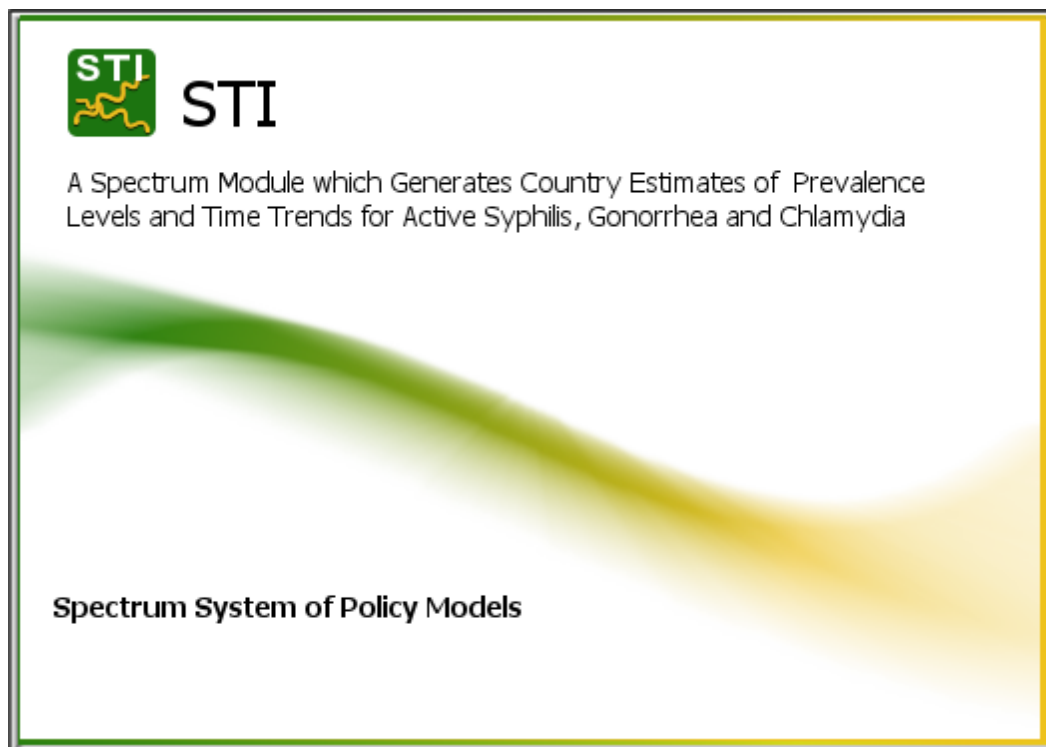 STI
STI
A Spectrum Module which Generates Country Estimates of Prevalence
Levels and Time Trends for Active Syphilis, Gonorrhea and Chlamydia
Spectrum System of Policy Models